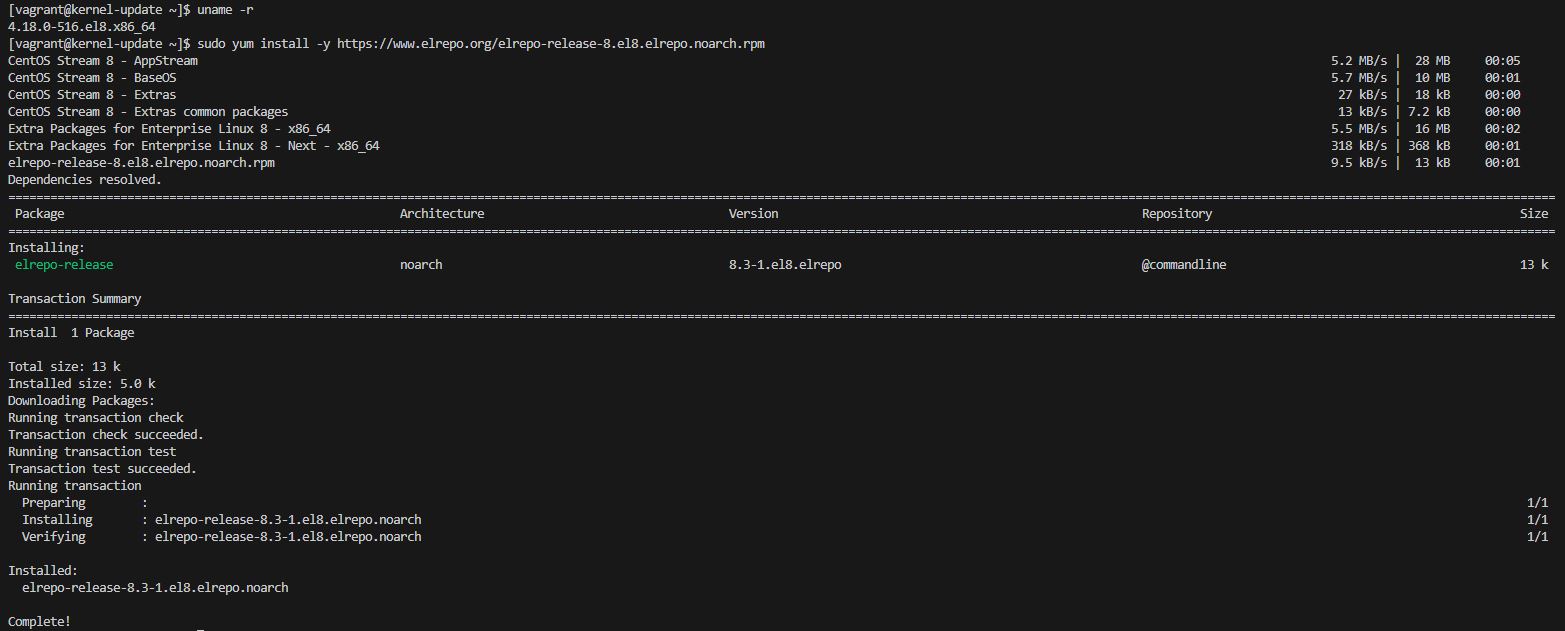 [vagrant@kernel-update ~]$ uname -r
4.18.0-516.el8.x86_64
[vagrant@kernel-update ~]$ sudo yum install -y https://www.elrepo.org/elrepo-release-8.el8.elrepo.noarch.rpm
CentOS Stream 8 - AppStream 5.2 MB/s | 28 MB 00:05
CentOS Stream 8 - BaseOS 5.7 MB/s | 10 MB 00:01
CentOS Stream 8 - Extras 27 kB/s | 18 kB 00:00
CentOS Stream 8 - Extras common packages 13 kB/s | 7.2 kB 00:00
Extra Packages for Enterprise Linux 8 - x86_64 5.5 MB/s | 16 MB 00:02
Extra Packages for Enterprise Linux 8 - Next - x86_64 318 kB/s | 368 kB 00:01
elrepo-release-8.el8.elrepo.noarch.rpm 9.5 kB/s | 13 kB 00:01
Dependencies resolved.
Package Architecture Version Repository Size
Installing:
elrepo-release noarch 8.3-1.el8.elrepo @commandline 13 k
Transaction Summary
Install 1 Package
Total size: 13 k
Installed size: 5.0 k
Downloading Packages:
Running transaction check
Transaction check succeeded.
Running transaction test
Transaction test succeeded.
Running transaction
Preparing : 1/1
Installing : elrepo-release-8.3-1.el8.elrepo.noarch 1/1
Verifying : elrepo-release-8.3-1.el8.elrepo.noarch 1/1
Installed:
elrepo-release-8.3-1.el8.elrepo.noarch
Complete!